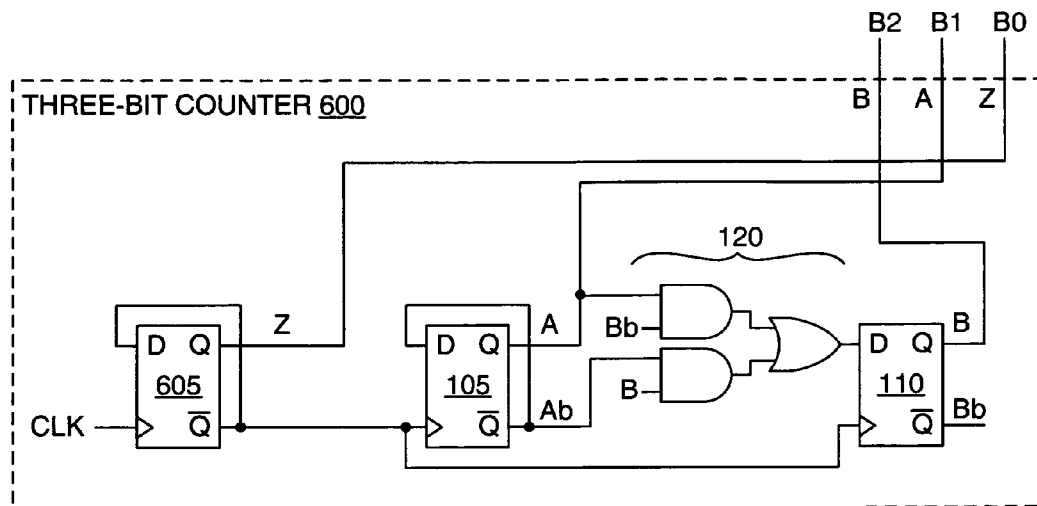 B2 B1 B0
B A Z
THREE-BIT COUNTER 600
120
Z
A
Bb
B
B
D Q
605
Q
D Q
105
Q
D Q
110
Q
CLK
Ab
Bb